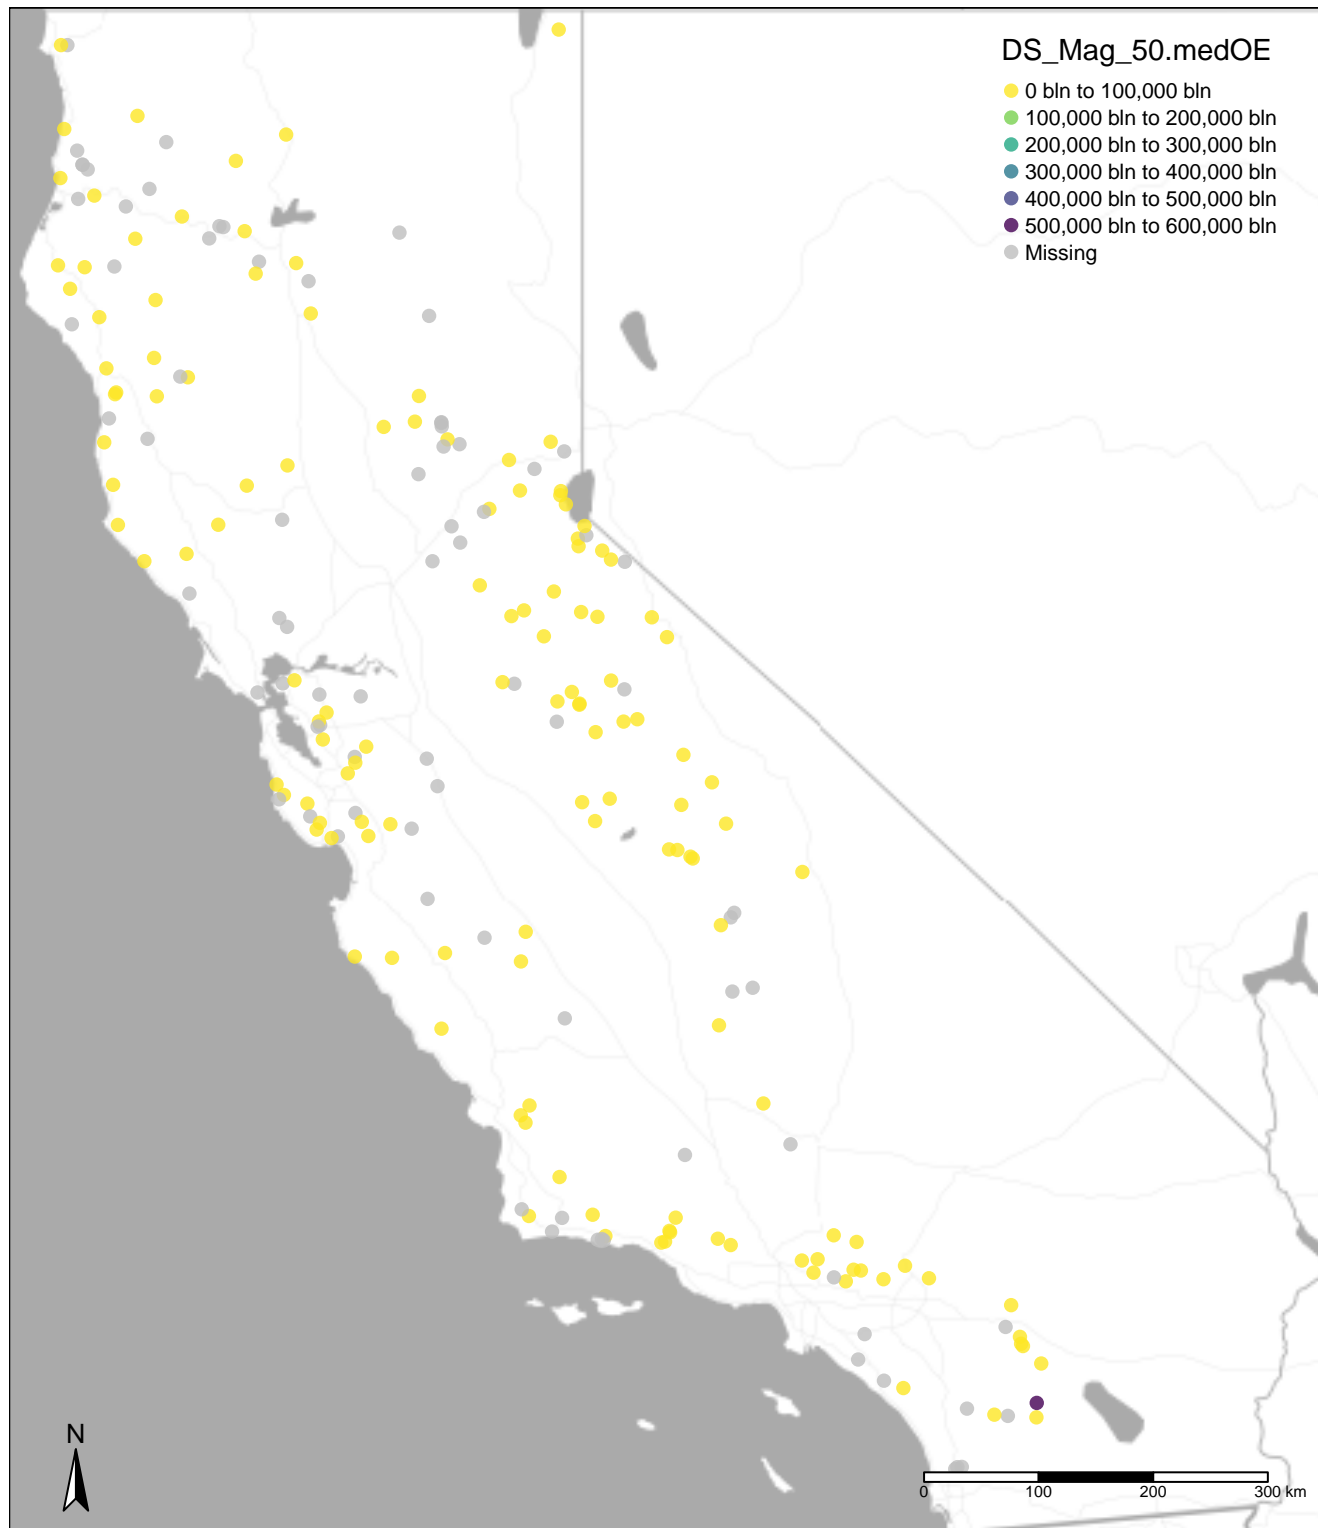 DS_Mag_50.medOE
0 bln to 100,000 bln
100,000 bln to 200,000 bln
200,000 bln to 300,000 bln
300,000 bln to 400,000 bln
400,000 bln to 500,000 bln
500,000 bln to 600,000 bln
Missing
N
0 100 200 300 km